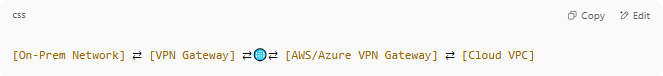 css
Copy
Edit
[On-Prem Network] ⇄ [VPN Gateway] ⇄🌐⇄ [AWS/Azure VPN Gateway] ⇄ [Cloud VPC]